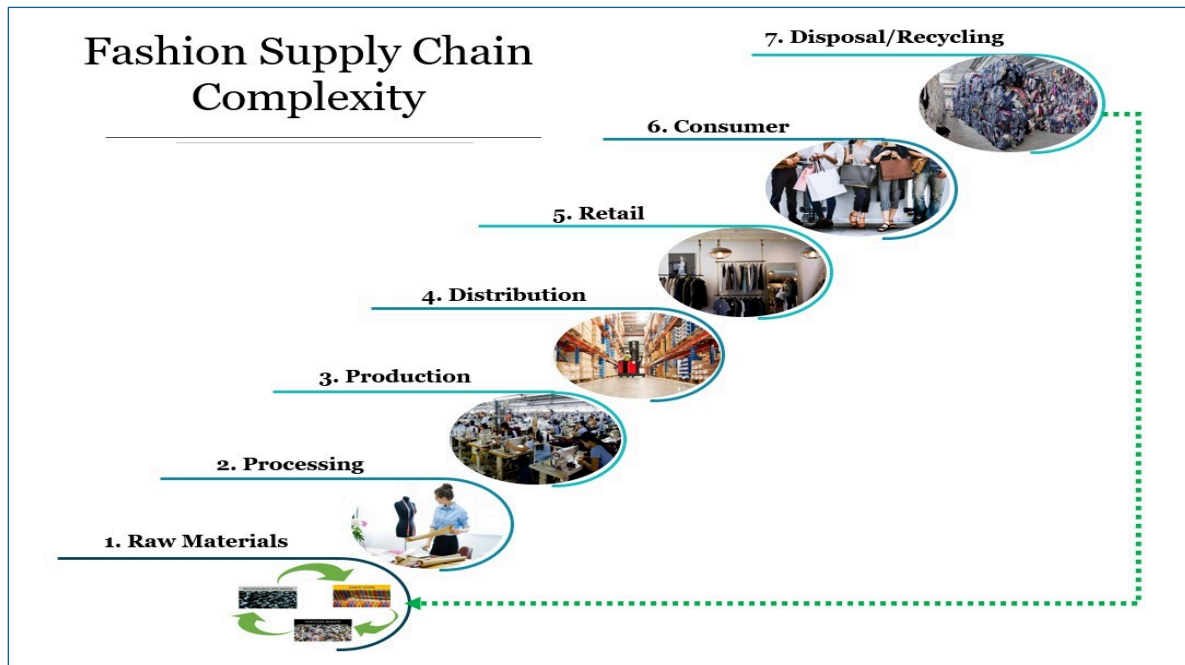 Fashion Supply Chain
Complexity
7. Disposal/Recycling
6. Consumer
5. Retail
4. Distribution
3. Production
2. Processing
1. Raw Materials